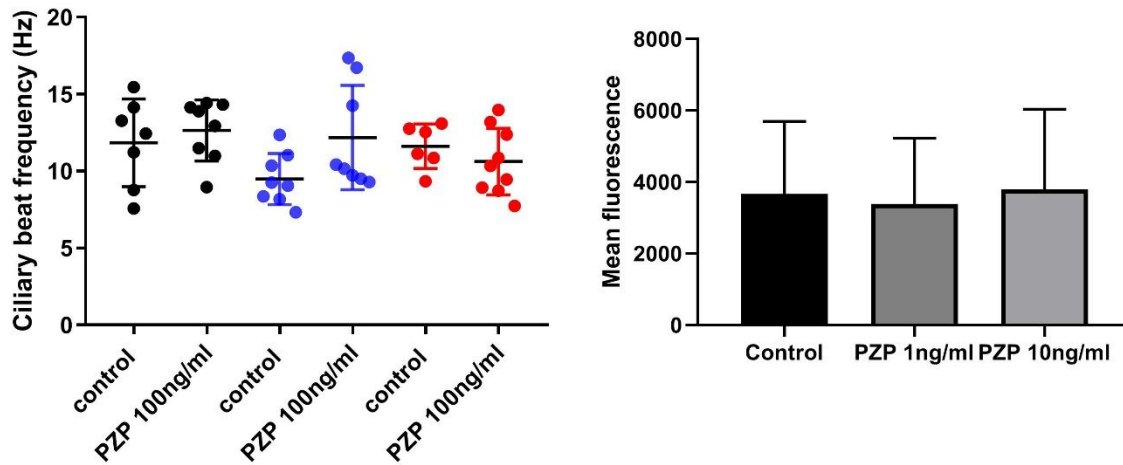 Ciliary beat frequency (Hz)
20
15
10
5
0
control
PZP 100ng/ml
control
PZP 100ng/ml
control
PZP 100ng/ml
Mean fluorescence
8000
6000
4000
2000
0
Control
PZP 1ng/ml
PZP 10ng/ml